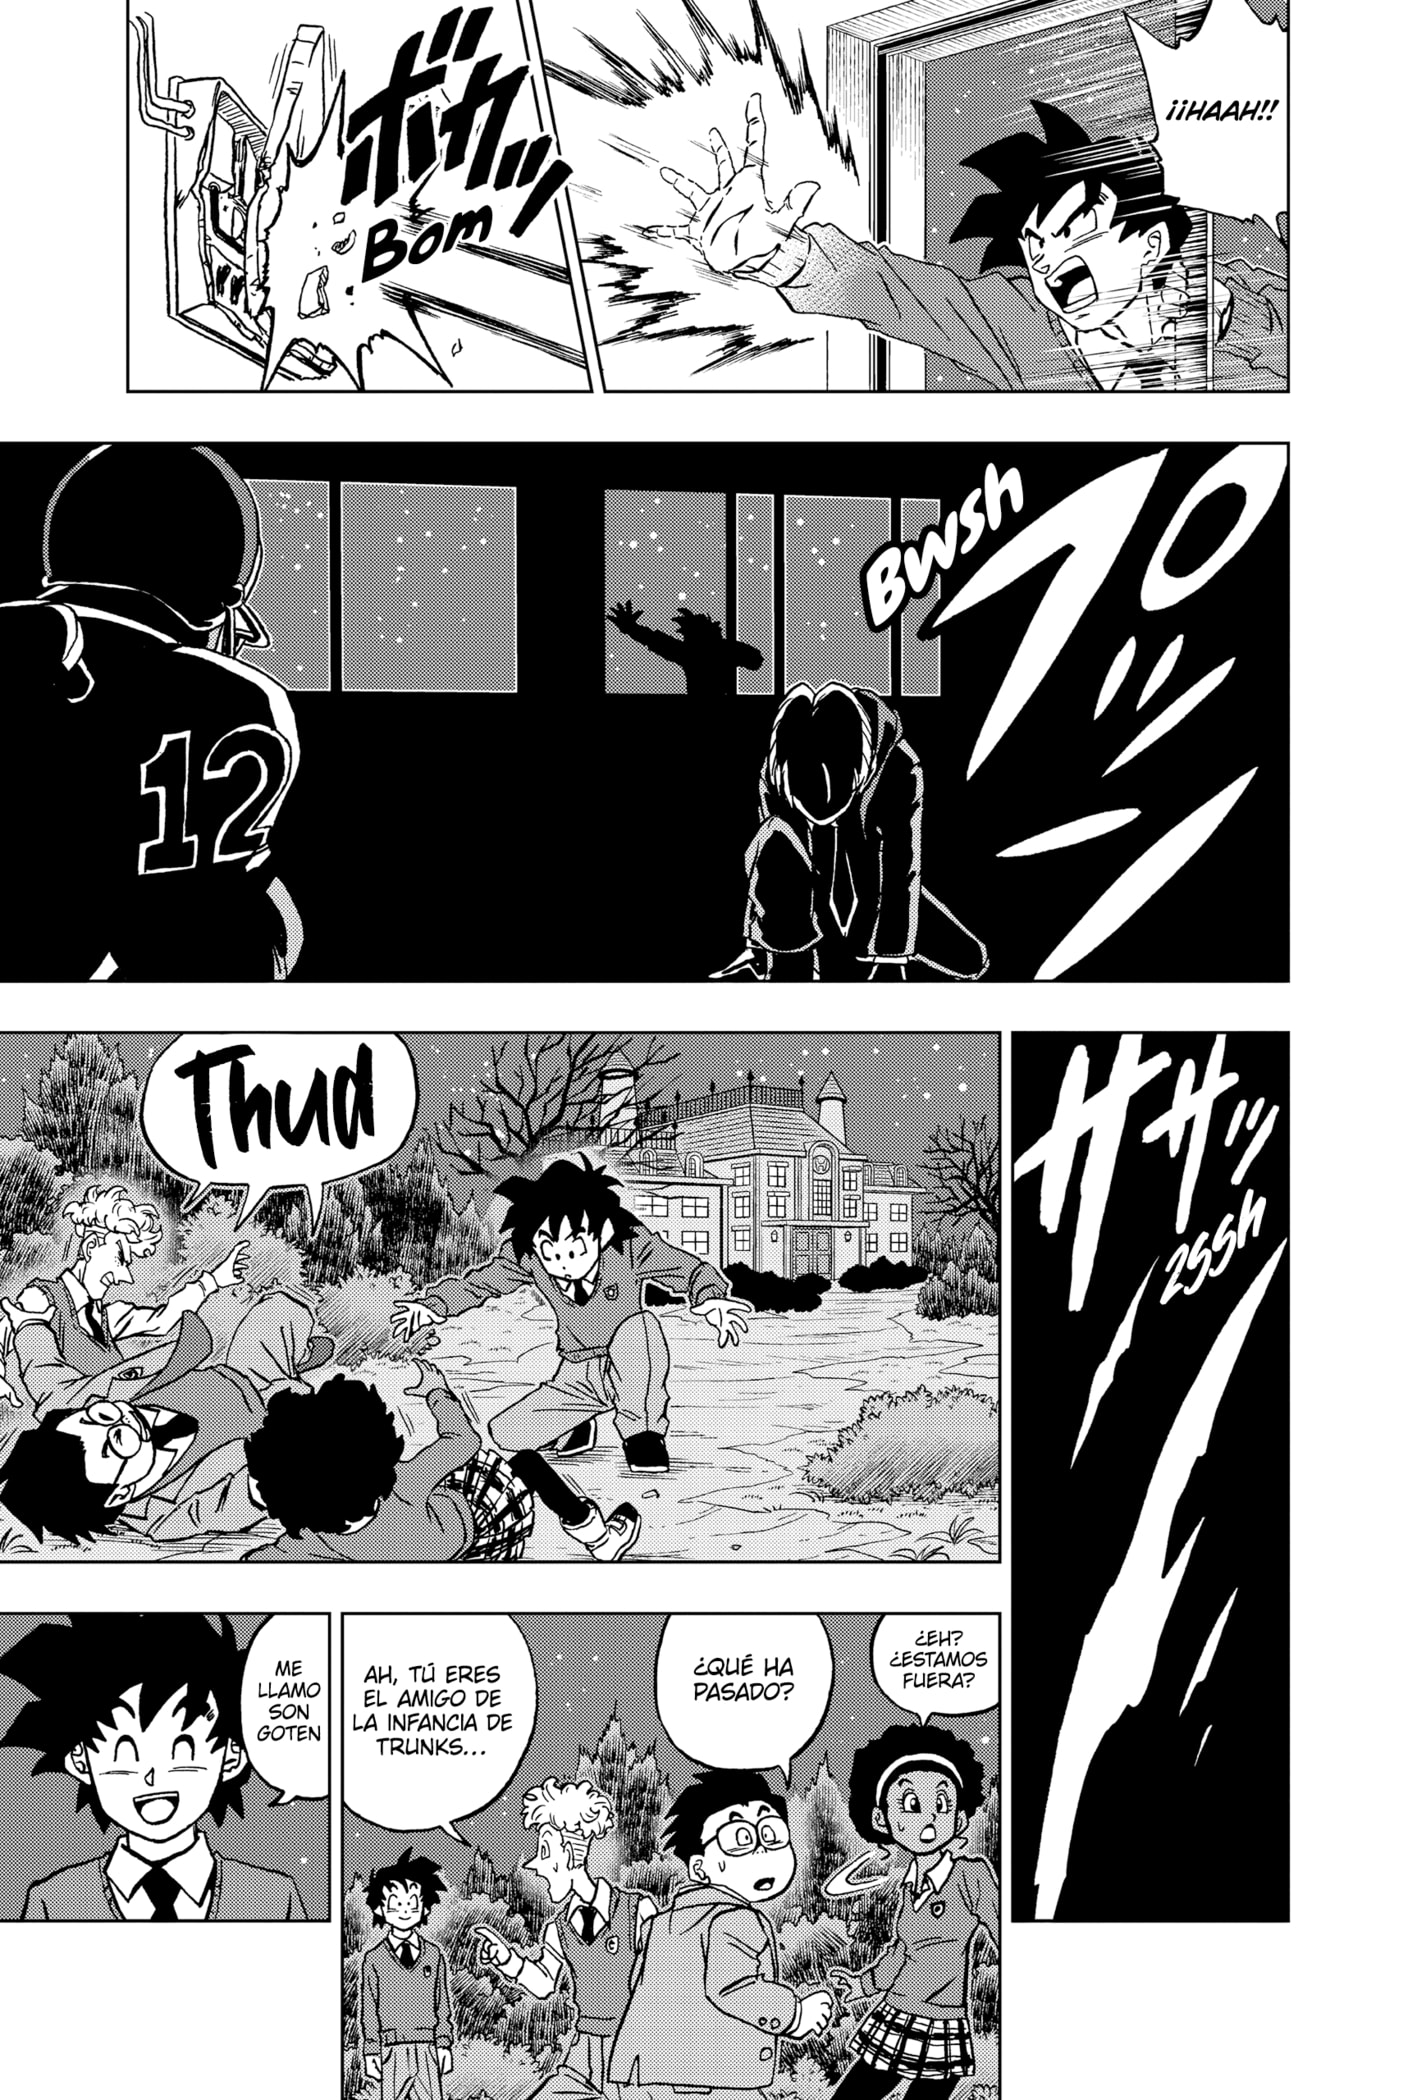 ¡¡HAAH!!
ボカッ
Bom
プツン
Bwsh
12
ササッ
Zssh
Thud
¿EH?
¿ESTAMOS
FUERA?
¿QUÉ HA
PASADO?
AH, TÚ ERES
EL AMIGO DE
LA INFANCIA DE
TRUNKS...
ME
LLAMO
SON
GOTEN